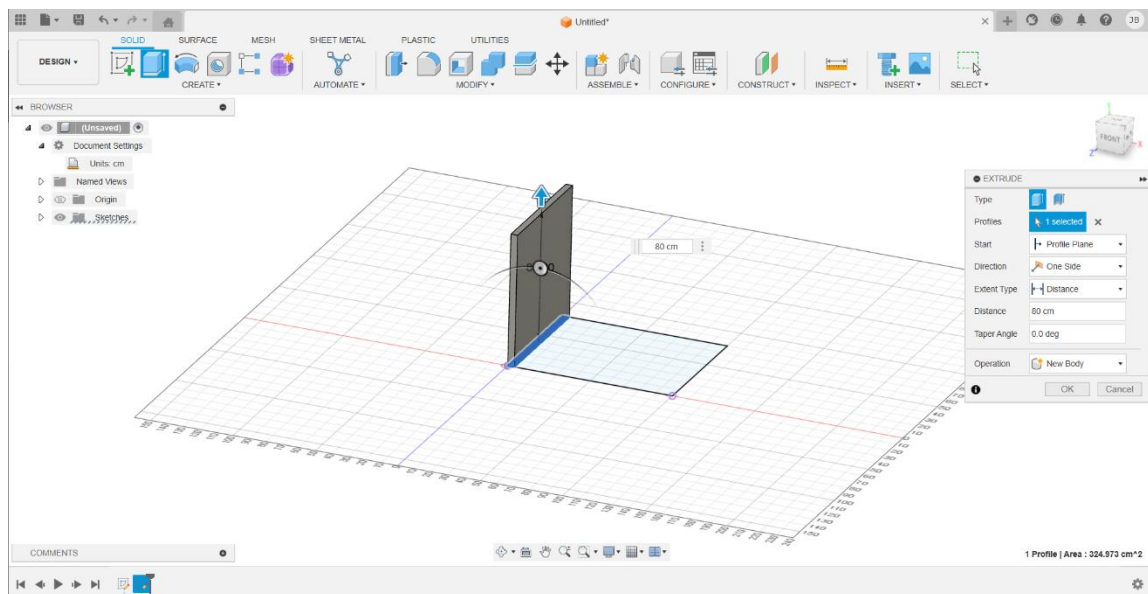 Untitled*
JB
DESIGN
SOLID SURFACE MESH SHEET METAL PLASTIC UTILITIES
CREATE AUTOMATE MODIFY ASSEMBLE CONFIGURE CONSTRUCT INSPECT INSERT SELECT
BROWSER
(Unsaved)
Document Settings
Units: cm
Named Views
Origin
Sketches
FRONT
X
Z
80 cm
EXTRUDE
Type
Profiles 1 selected
Start Profile Plane
Direction One Side
Extent Type Distance
Distance 80 cm
Taper Angle 0.0 deg
Operation New Body
OK Cancel
COMMENTS
1 Profile | Area : 324.973 cm^2